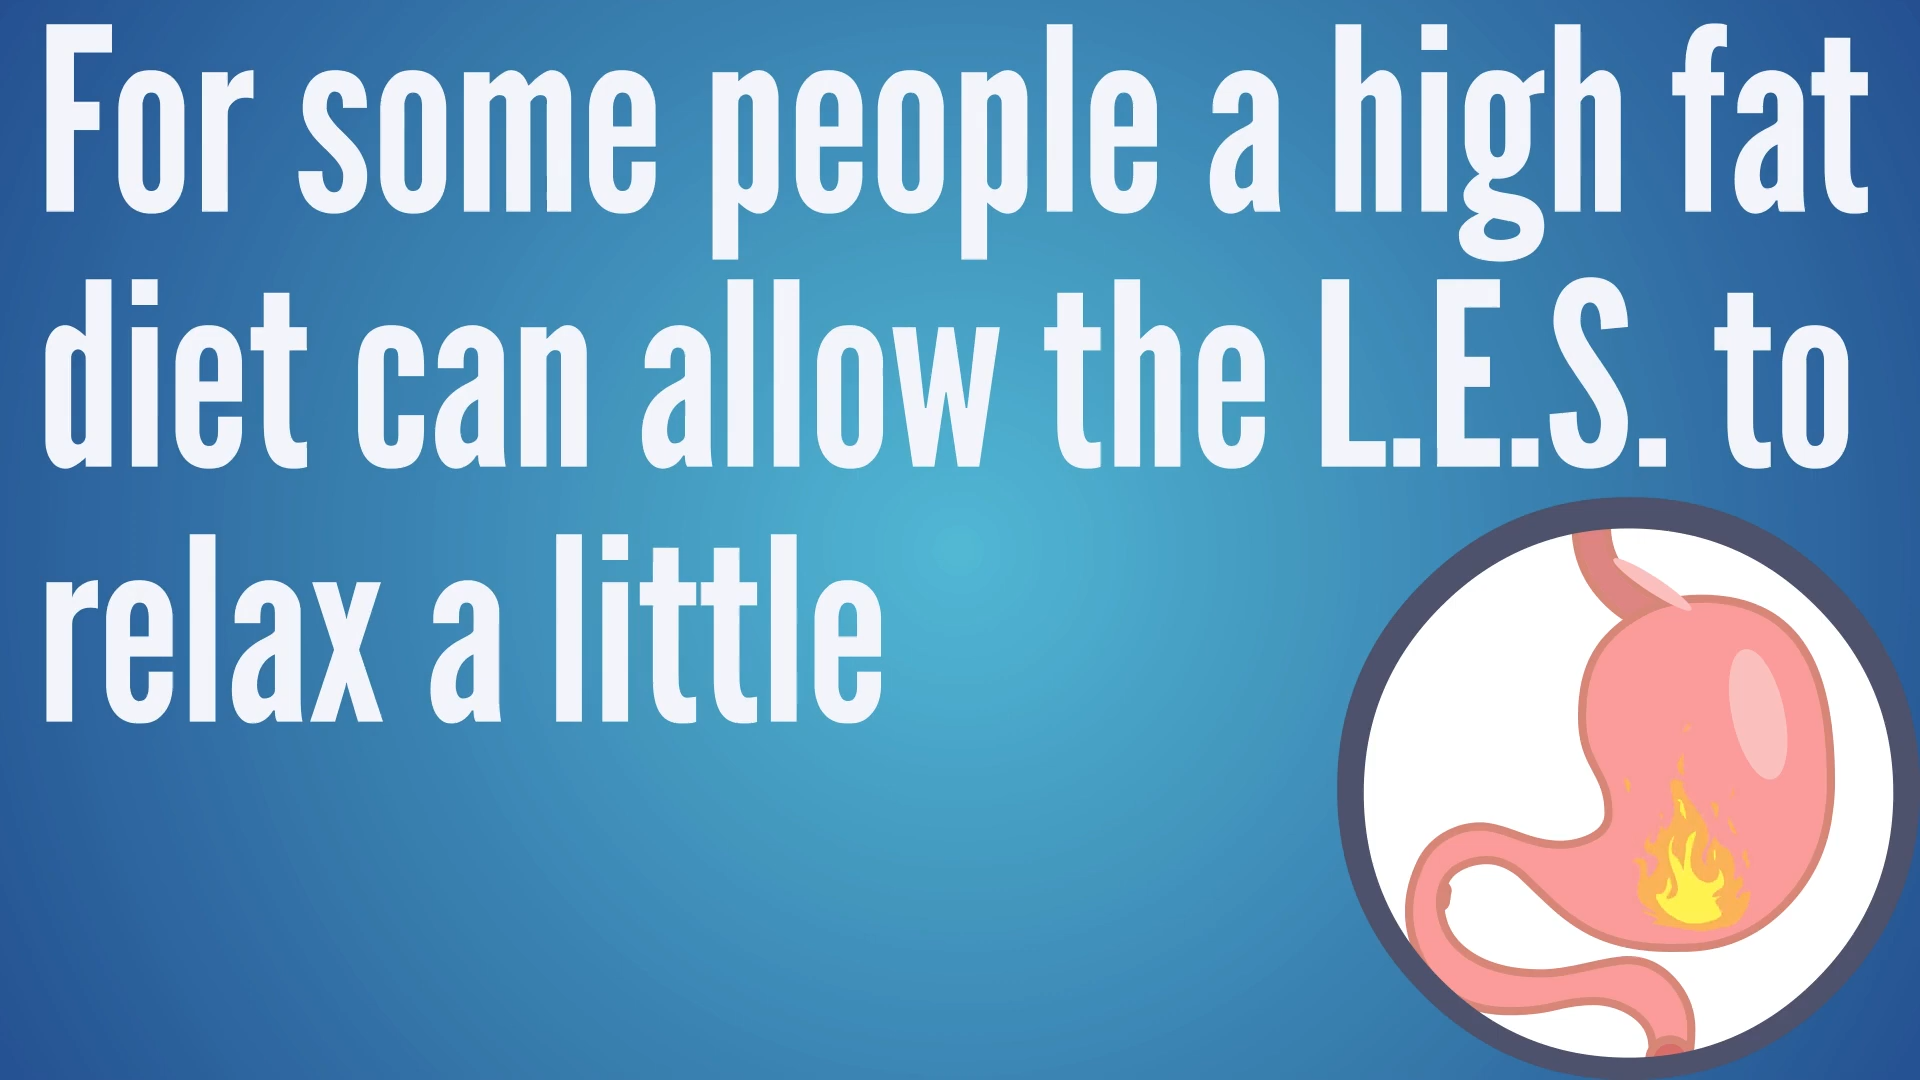 For some people a high fat
diet can allow the L.E.S. to
relax a little